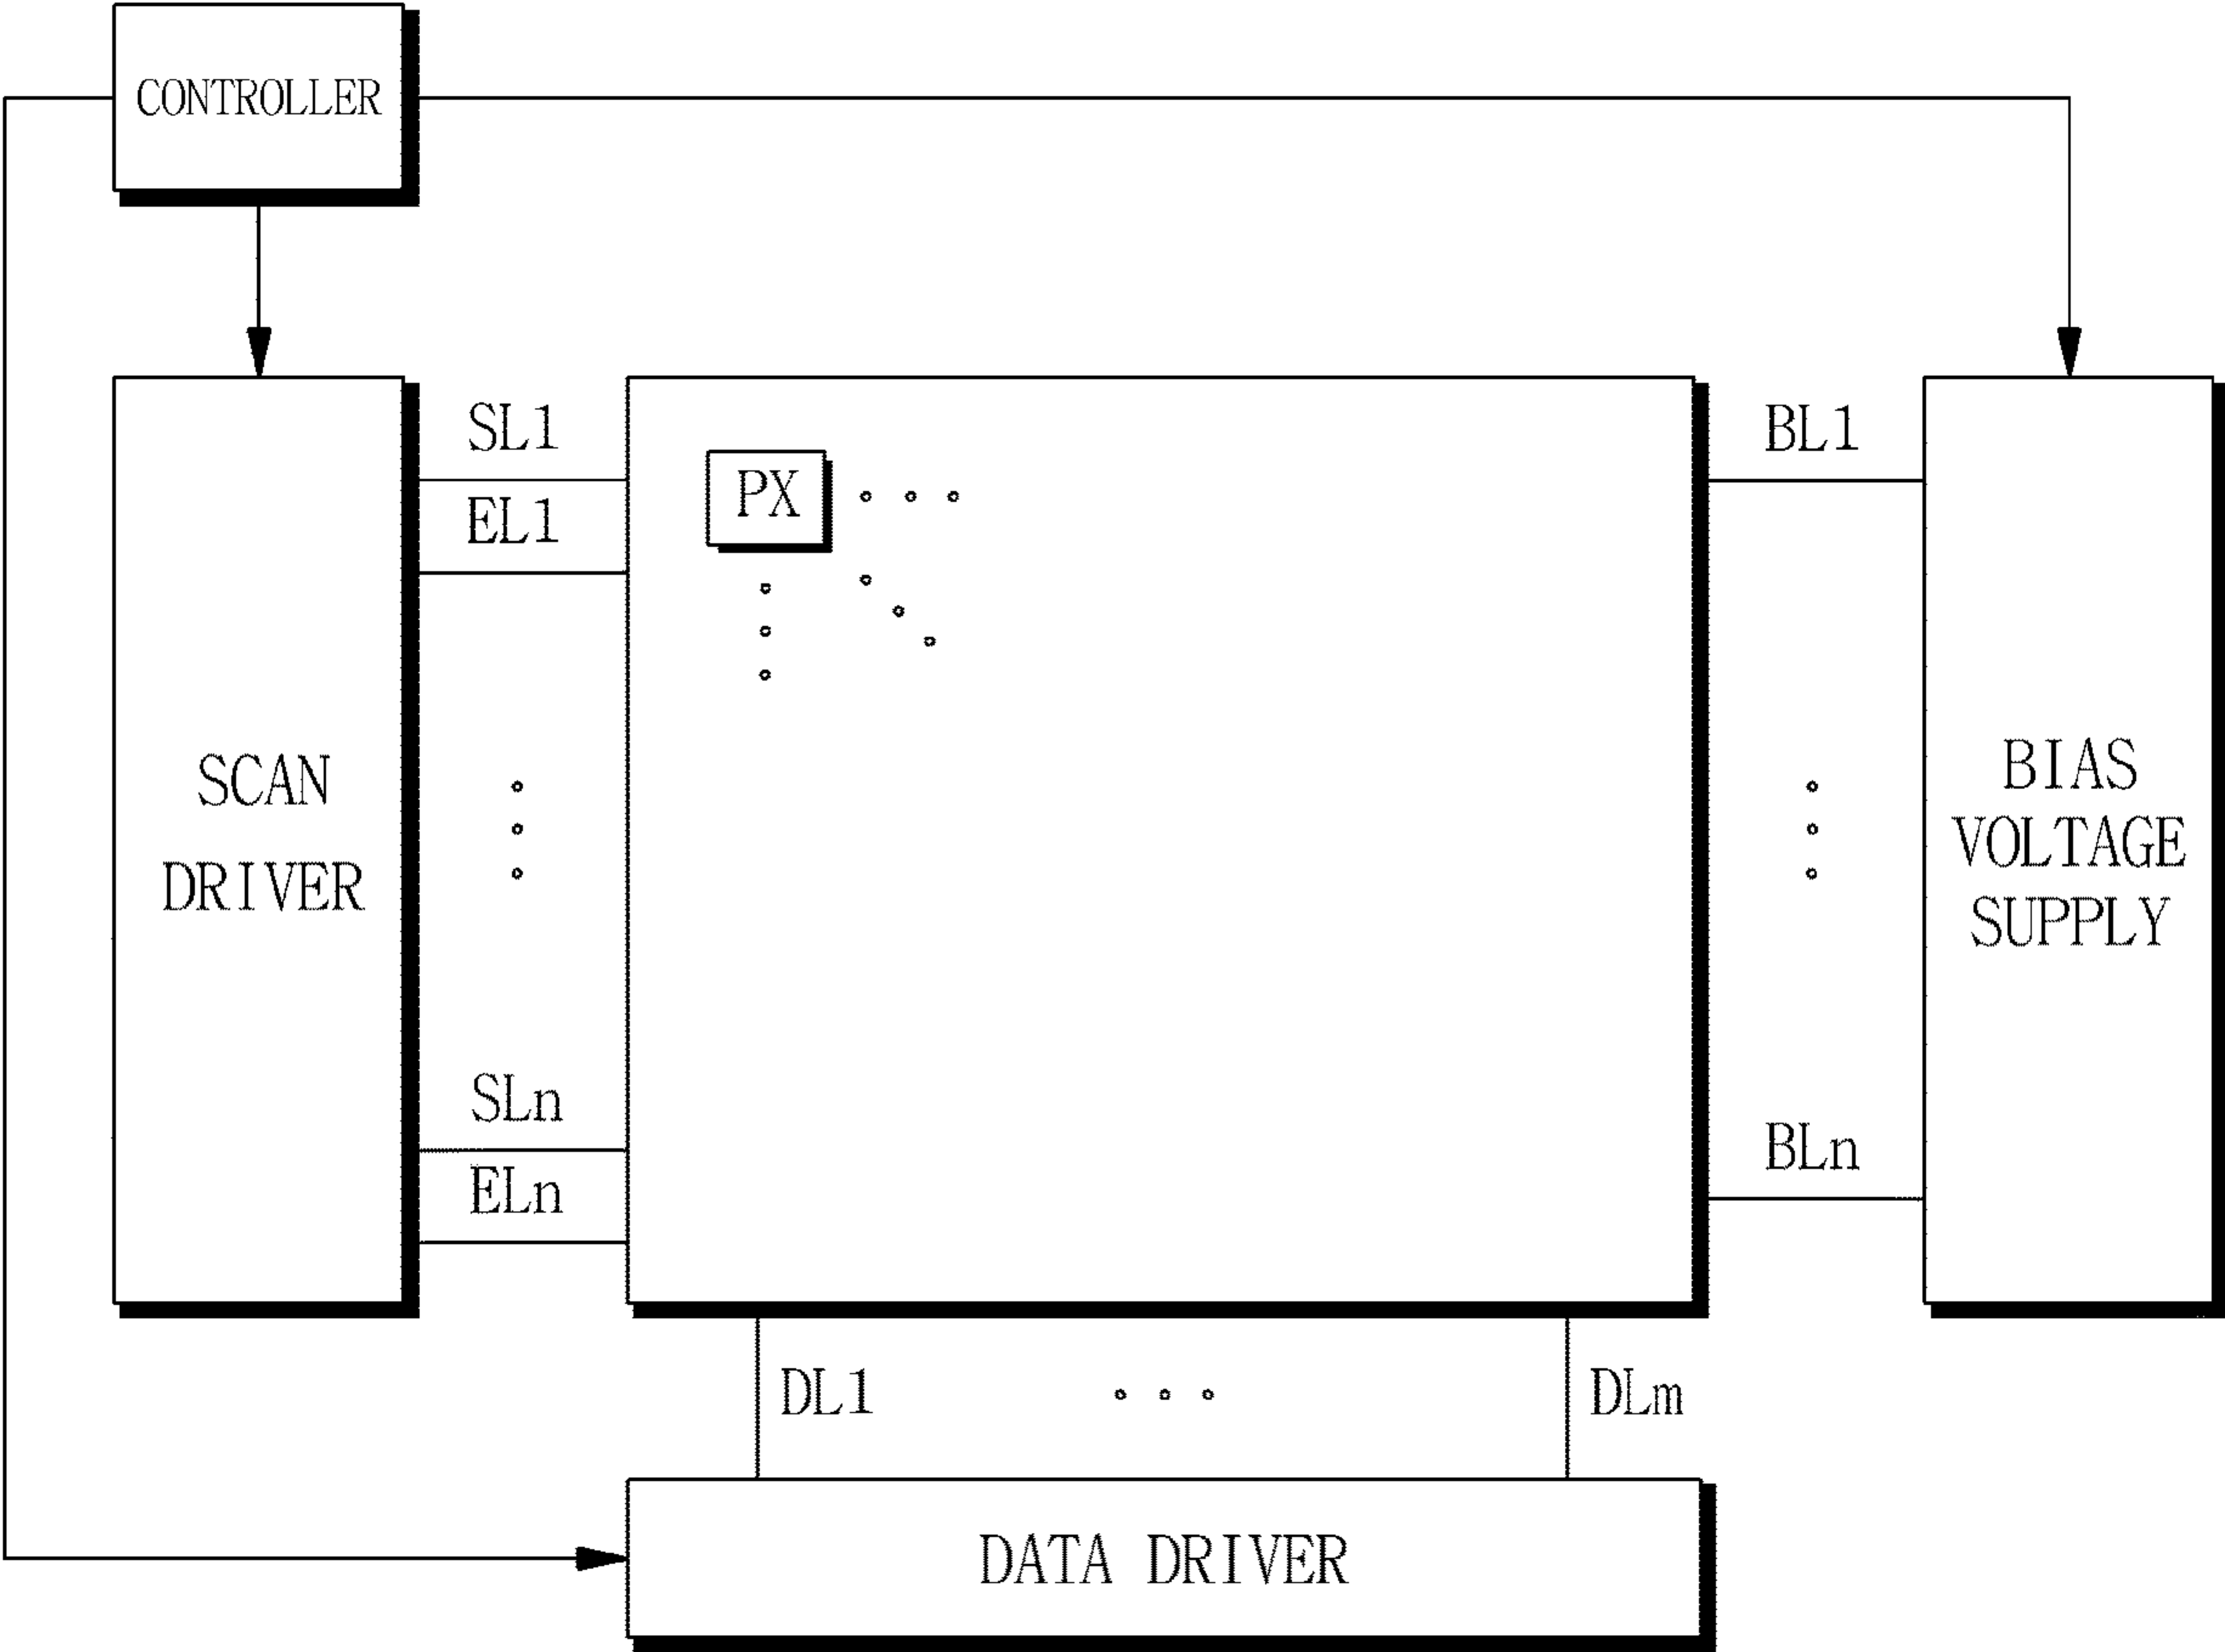 CONTROLLER
SL1
BL1
PX
EL1
SCAN
DRIVER
BIAS
VOLTAGE
SUPPLY
SLn
BLn
ELn
DL1
DLm
DATA DRIVER